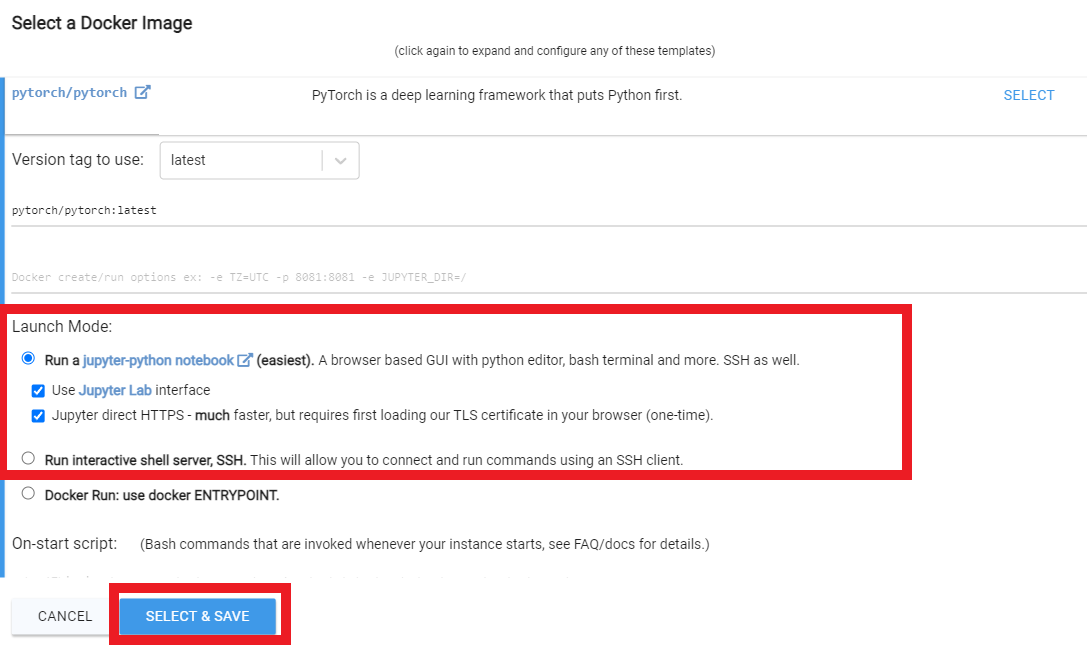 Select a Docker Image
(click again to expand and configure any of these templates)
pytorch/pytorch PyTorch is a deep learning framework that puts Python first. SELECT
Version tag to use: latest
pytorch/pytorch:latest
Docker create/run options ex: -e TZ=UTC -p 8081:8081 -e JUPYTER_DIR=/
Launch Mode:
Run a jupyter-python notebook (easiest). A browser based GUI with python editor, bash terminal and more. SSH as well.
Use Jupyter Lab interface
Jupyter direct HTTPS - much faster, but requires first loading our TLS certificate in your browser (one-time).
Run interactive shell server, SSH. This will allow you to connect and run commands using an SSH client.
Docker Run: use docker ENTRYPOINT.
On-start script: (Bash commands that are invoked whenever your instance starts, see FAQ/docs for details.)
CANCEL SELECT & SAVE